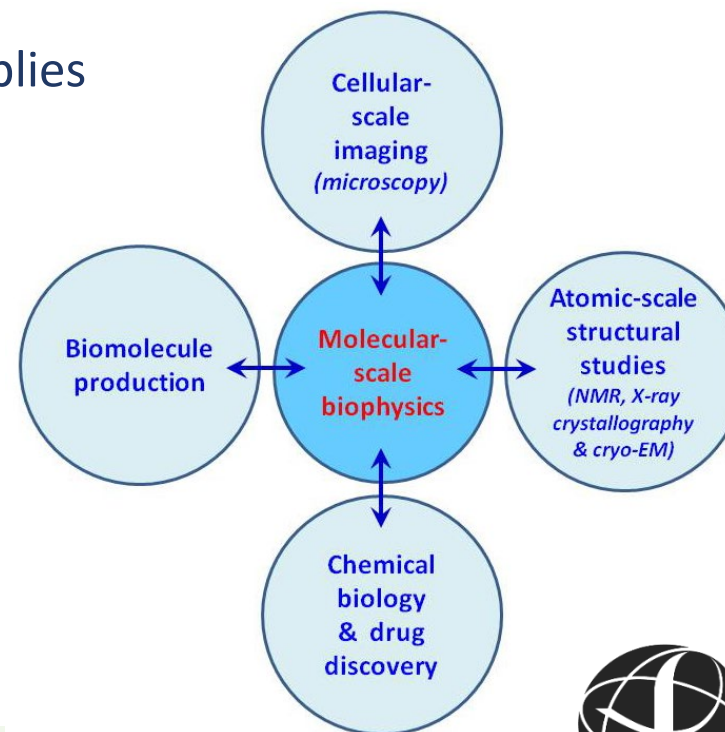 plies
Cellular-
scale
imaging
(microscopy)
Biomolecule
production
Molecular-
scale
biophysics
Atomic-scale
structural
studies
(NMR, X-ray
crystallography
& cryo-EM)
Chemical
biology
& drug
discovery